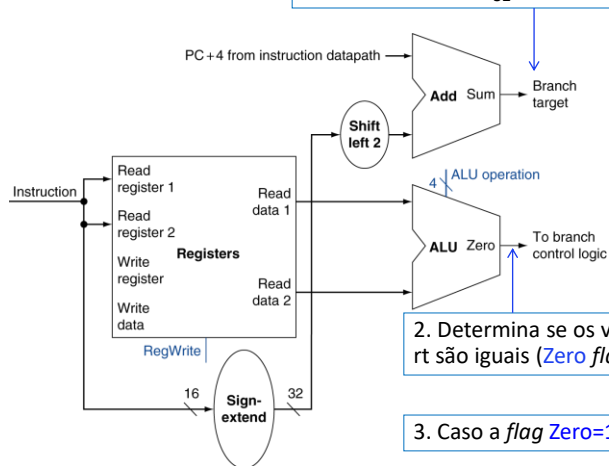 PC+4 from instruction datapath
Add Sum
Branch
target
Shift
left 2
Instruction
Read
register 1
Read
register 2
Write
register
Write
data
Registers
Read
data 1
Read
data 2
RegWrite
4
ALU operation
ALU Zero
To branch
control logic
16
Sign-
extend
32
2. Determina se os v
rt são iguais (Zero fla
3. Caso a flag Zero=1